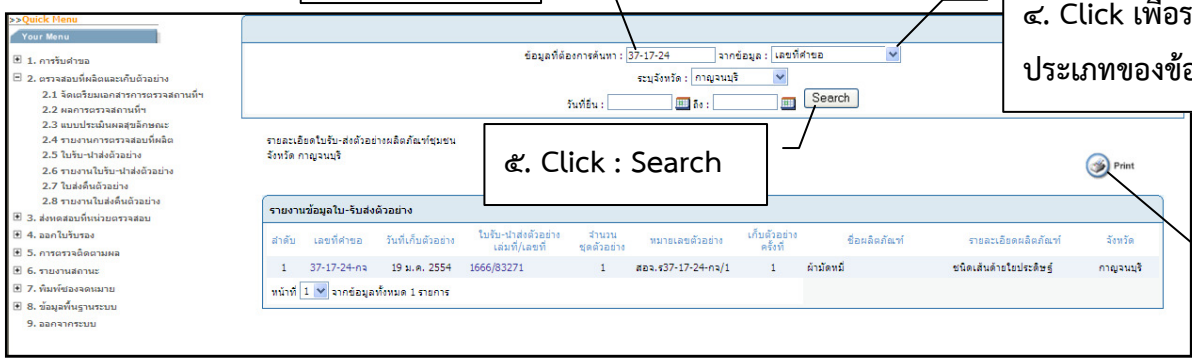 >>Quick Menu
Your Menu
1. การรับคำขอ
2. ตรวจสอบที่ผลิตและเก็บตัวอย่าง
2.1 จัดเตรียมเอกสารการตรวจสถานที่ฯ
2.2 ผลการตรวจสถานที่ฯ
2.3 แบบประเมินผลสุขลักษณะ
2.4 รายงานการตรวจสอบที่ผลิต
2.5 ใบรับ-นำส่งตัวอย่าง
2.6 รายงานใบรับ-นำส่งตัวอย่าง
2.7 ใบส่งคืนตัวอย่าง
2.8 รายงานใบส่งคืนตัวอย่าง
3. ส่งทดสอบที่หน่วยตรวจสอบ
4. ออกใบรับรอง
5. การตรวจติดตามผล
6. รายงานสถานะ
7. พิมพ์ซองจดหมาย
8. ข้อมูลพื้นฐานระบบ
9. ออกจากระบบ
ข้อมูลที่ต้องการค้นหา : 37-17-24 จากข้อมูล : เลขที่คำขอ
ระบุจังหวัด : กาญจนบุรี
วันที่ยื่น : ถึง : Search
๔. Click เพื่อร
ประเภทของข้อ
๕. Click : Search
รายละเอียดใบรับ-ส่งตัวอย่างผลิตภัณฑ์ชุมชน
จังหวัด กาญจนบุรี
Print
รายงานข้อมูลใบ-รับส่งตัวอย่าง
ลำดับ เลขที่คำขอ วันที่เก็บตัวอย่าง ใบรับ-นำส่งตัวอย่าง เล่มที่/เลขที่ จำนวน ชุดตัวอย่าง หมายเลขตัวอย่าง เก็บตัวอย่าง ครั้งที่ ชื่อผลิตภัณฑ์ รายละเอียดผลิตภัณฑ์ จังหวัด
1 37-17-24-กจ 19 ม.ค. 2554 1666/83271 1 สอจ.ร37-17-24-กจ/1 1 ผ้ามัดหมี่ ชนิดเส้นด้ายใยประดิษฐ์ กาญจนบุรี
หน้าที่ 1 จากข้อมูลทั้งหมด 1 รายการ